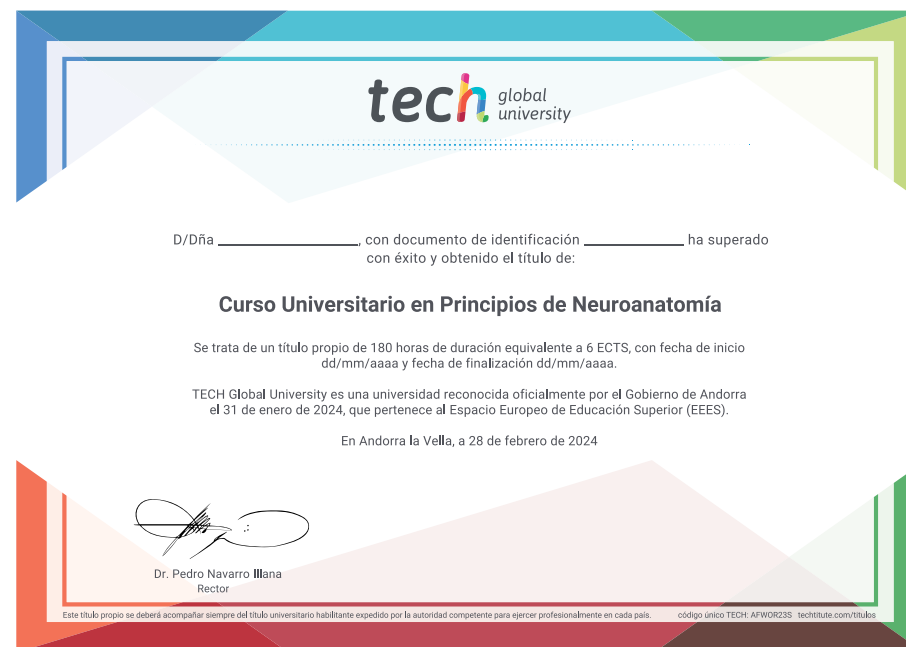 tech global university
D/Dña ______________, con documento de identificación __________ ha superado
con éxito y obtenido el título de:
Curso Universitario en Principios de Neuroanatomía
Se trata de un título propio de 180 horas de duración equivalente a 6 ECTS, con fecha de inicio
dd/mm/aaaa y fecha de finalización dd/mm/aaaa.
TECH Global University es una universidad reconocida oficialmente por el Gobierno de Andorra
el 31 de enero de 2024, que pertenece al Espacio Europeo de Educación Superior (EEES).
En Andorra la Vella, a 28 de febrero de 2024
Dr. Pedro Navarro Illana
Rector
Este título propio se deberá acompañar siempre del título universitario habilitante expedido por la autoridad competente para ejercer profesionalmente en cada país.
código único TECH: AFWOR23S techtitute.com/titulos